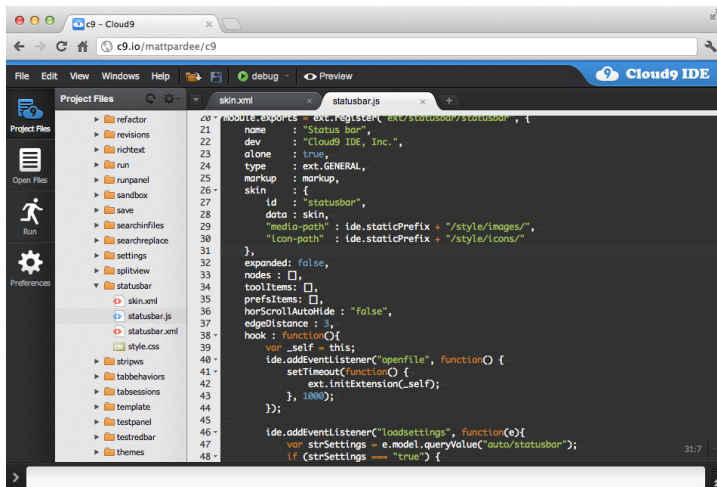 c9 - Cloud9
c9.io/mattpardee/c9
File Edit View Windows Help debug Preview Cloud9 IDE
Project Files
skin.xml statusbar.js
Project Files
Open Files
Run
Preferences
refactor
revisions
richtext
run
runpanel
sandbox
save
searchinfiles
searchreplace
settings
splitview
statusbar
skin.xml
statusbar.js
statusbar.xml
style.css
stripws
tabbehaviors
tabsessions
template
testpanel
testredbar
themes
20 module.exports = ext.register("ext/statusbar/statusbar", {
21 name : "Status bar",
22 dev : "Cloud9 IDE, Inc.",
23 alone : true,
24 type : ext.GENERAL,
25 markup : markup,
26 skin : {
27 id : "statusbar",
28 data : skin,
29 "media-path" : ide.staticPrefix + "/style/images/",
30 "icon-path" : ide.staticPrefix + "/style/icons/"
31 },
32 expanded: false,
33 nodes : [],
34 toolItems: [],
35 prefsItems: [],
36 horScrollAutoHide : "false",
37 edgeDistance : 3,
38 hook : function(){
39 var _self = this;
40 ide.addEventListener("openfile", function() {
41 setTimeout(function() {
42 ext.initExtension(_self);
43 }, 1000);
44 });
45
46 ide.addEventListener("loadsettings", function(e){
47 var strSettings = e.model.queryValue("auto/statusbar");
48 if (strSettings === "true") {
31:7